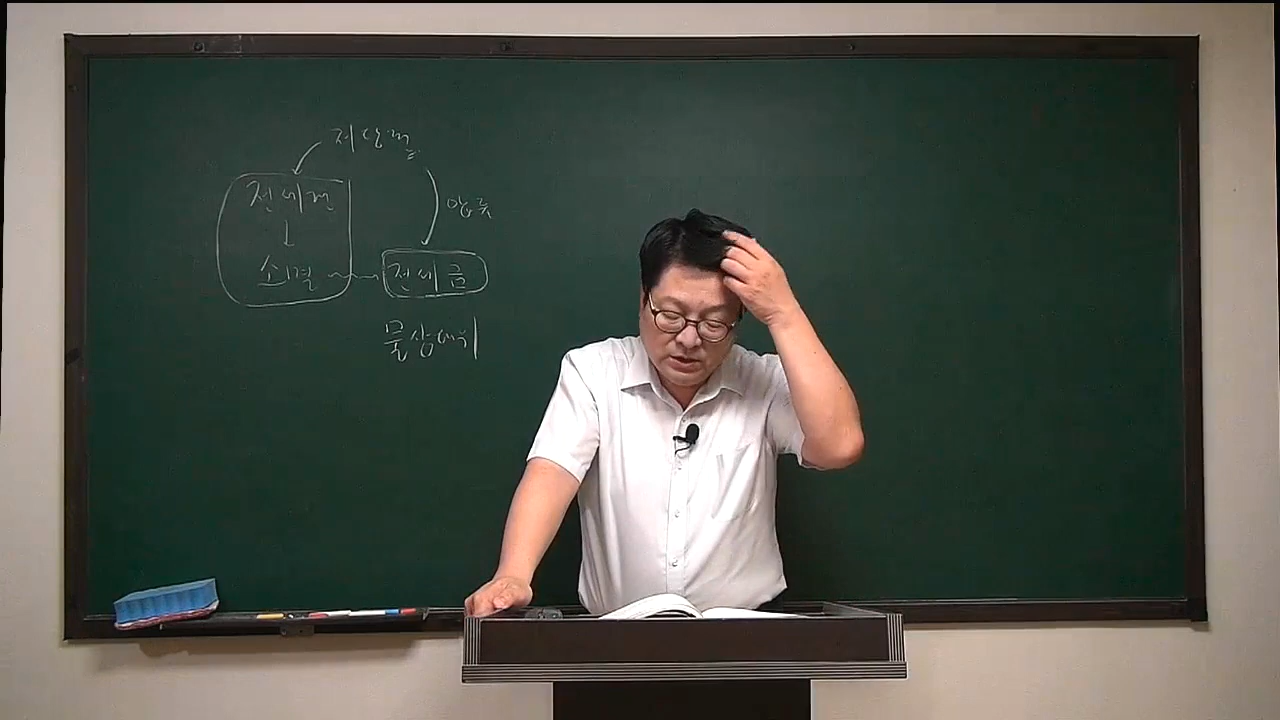 저당권
전세권
압류
↓
소멸 전세금
물상대위